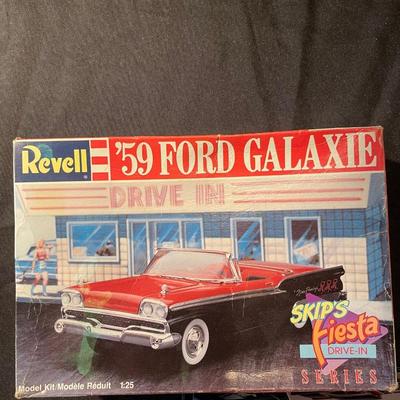 Revell
'59 FORD GALAXIE
DRIVE IN
SKIP'S
Fiesta
DRIVE-IN
SERIES
Model Kit Modèle Réduit 1:25